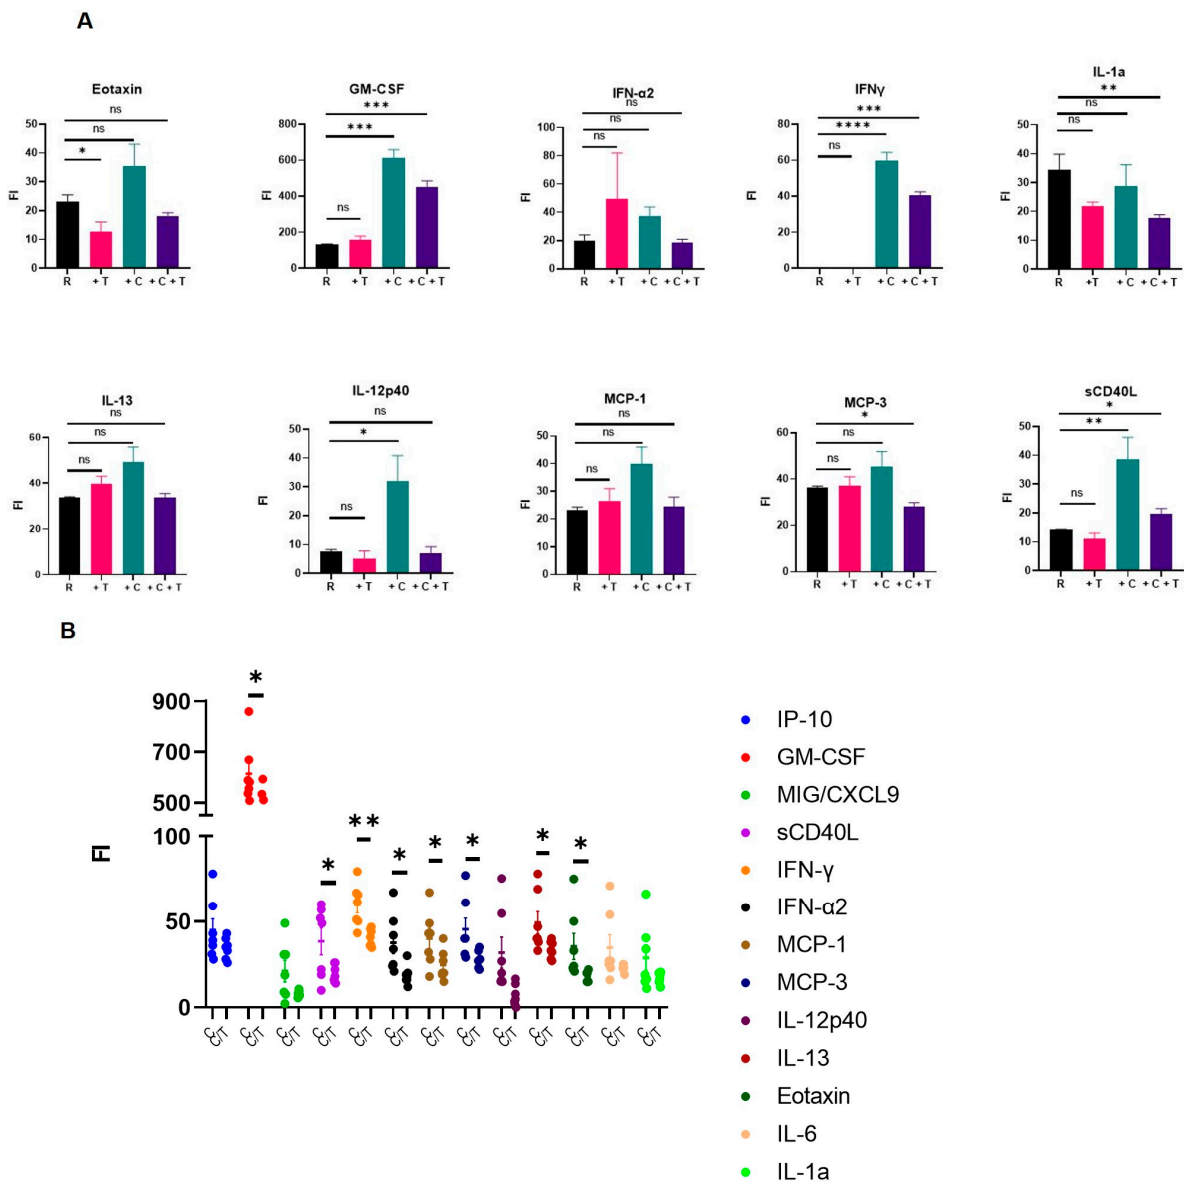 A
Eotaxin
ns
ns
*
50
40
30
20
10
0
FI
R
+ T
+ C
+ C + T
GM-CSF
***
***
ns
800
600
400
200
0
FI
R
+ T
+ C
+C + T
IFN-α2
ns
ns
ns
100
80
60
40
20
0
FI
R
+ T
+ C
+ C + T
IFNγ
***
****
ns
80
60
40
20
0
FI
R
+ T
+ C
+ C + T
IL-1a
**
ns
ns
50
40
30
20
10
0
FI
R
+T
+ C
+ C + T
IL-13
ns
ns
ns
60
40
20
0
FI
R
+ T
+ C
+ C + T
IL-12p40
ns
*
ns
50
40
30
20
10
0
FI
R
+ T
+ C
+ C + T
MCP-1
ns
ns
ns
50
40
30
20
10
0
FI
R
+ T
+ C
+ C + T
MCP-3
*
ns
ns
60
40
20
0
FI
R
+ T
+ C
+ C + T
sCD40L
*
**
ns
50
40
30
20
10
0
FI
R
+ T
+ C
+ C + T
B
900
700
500
100
50
0
FI
*
*
**
*
*
*
*
*
IP-10
GM-CSF
MIG/CXCL9
sCD40L
IFN-γ
IFN-α2
MCP-1
MCP-3
IL-12p40
IL-13
Eotaxin
IL-6
IL-1a